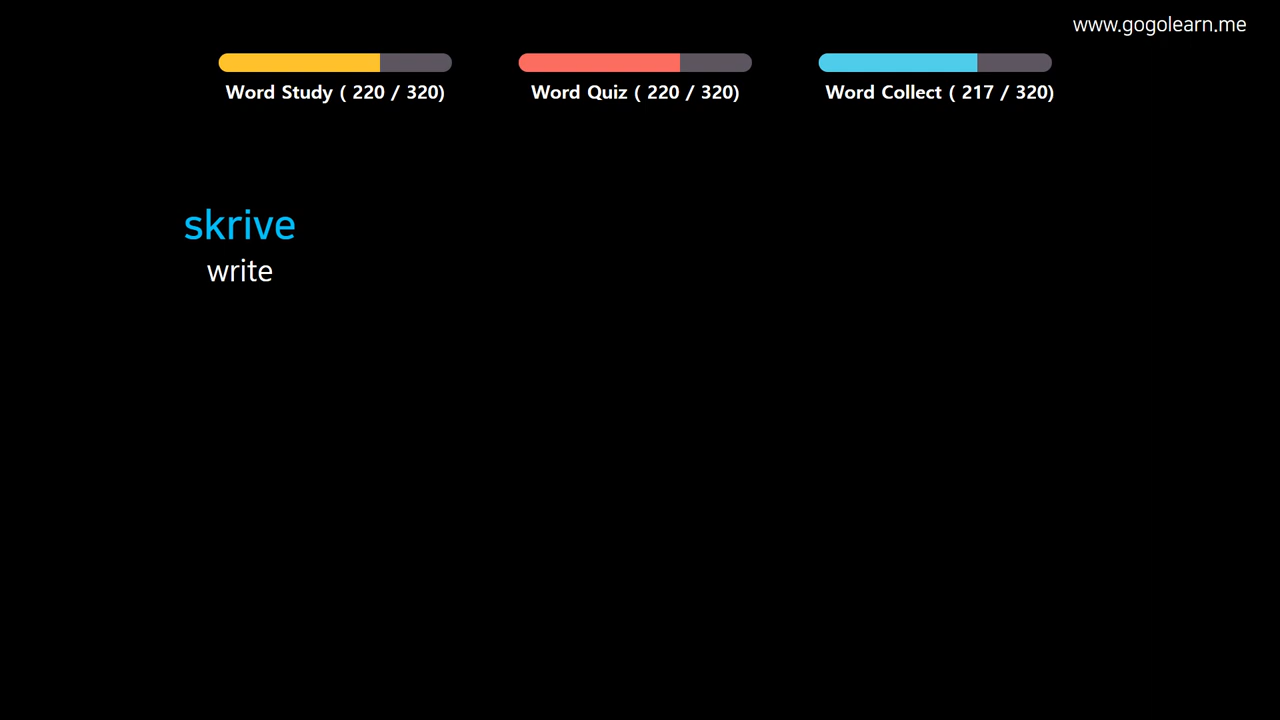 www.gogolearn.me
Word Study ( 220 / 320)
Word Quiz ( 220 / 320)
Word Collect ( 217 / 320)
skrive
write